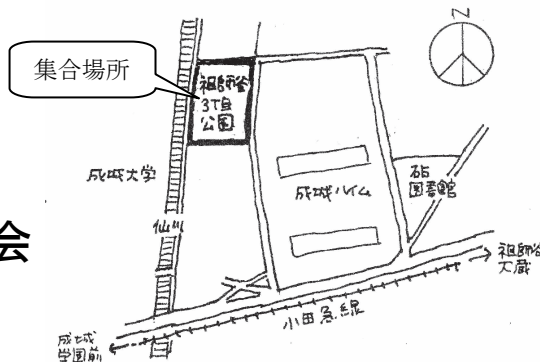 集合場所
祖師谷
3丁目
公園
成城大学
成城ハイム
砧
図書館
仙川
会
祖師谷
大蔵
小田急線
成城
学園前
N